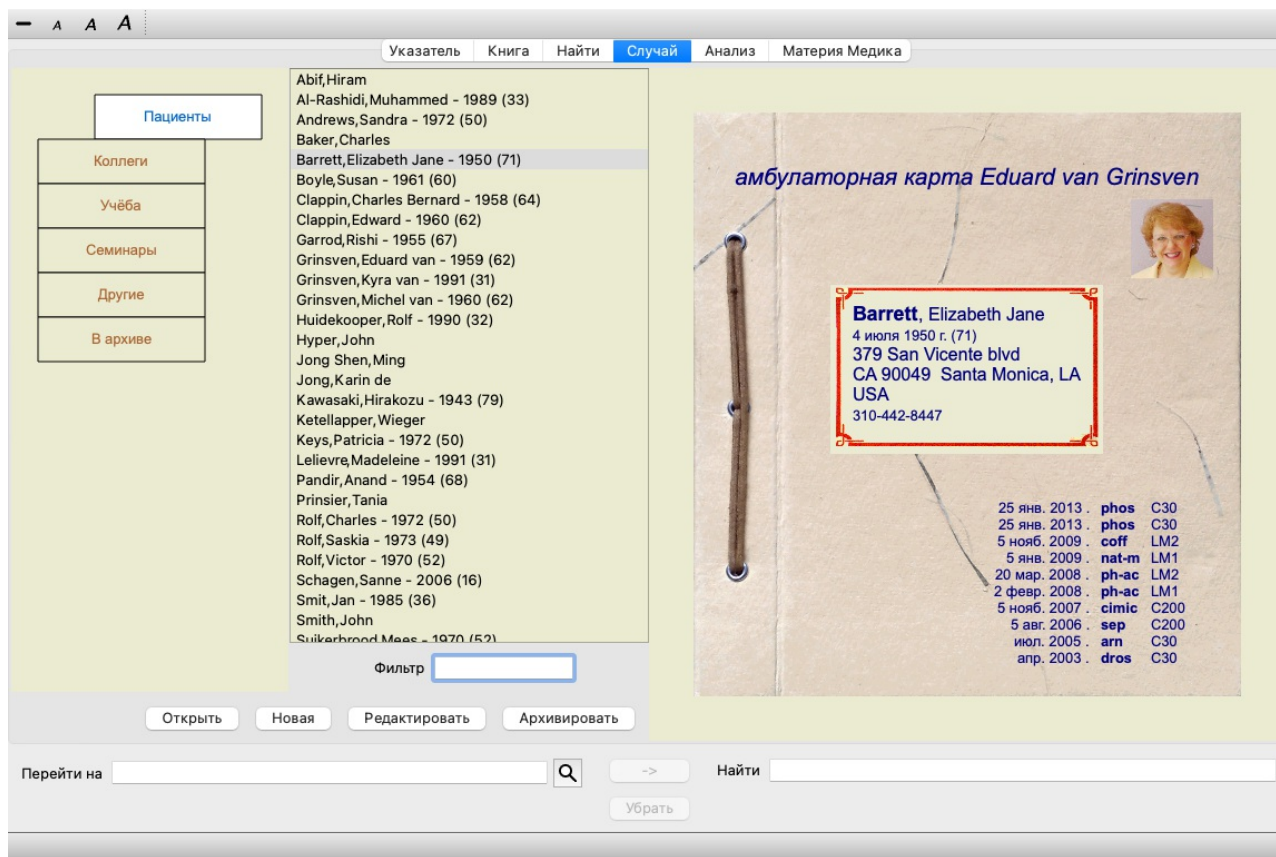 A A A
Указатель Книга Найти Случай Анализ Материя Медика
Пациенты
Коллеги
Учёба
Семинары
Другие
В архиве
Abif,Hiram
Al-Rashidi,Muhammed - 1989 (33)
Andrews,Sandra - 1972 (50)
Baker,Charles
Barrett,Elizabeth Jane - 1950 (71)
Boyle,Susan - 1961 (60)
Clappin,Charles Bernard - 1958 (64)
Clappin,Edward - 1960 (62)
Garrod,Rishi - 1955 (67)
Grinsven,Eduard van - 1959 (62)
Grinsven,Kyra van - 1991 (31)
Grinsven,Michel van - 1960 (62)
Huidekooper,Rolf - 1990 (32)
Hyper,John
Jong Shen,Ming
Jong,Karin de
Kawasaki,Hirakozu - 1943 (79)
Ketellapper,Wieger
Keys,Patricia - 1972 (50)
Lelievre,Madeleine - 1991 (31)
Pandir,Anand - 1954 (68)
Prinsier,Tania
Rolf,Charles - 1972 (50)
Rolf,Saskia - 1973 (49)
Rolf,Victor - 1970 (52)
Schagen,Sanne - 2006 (16)
Smit,Jan - 1985 (36)
Smith,John
Suikerbrood Mees - 1970 (52)
Фильтр
Открыть Новая Редактировать Архивировать
амбулаторная карта Eduard van Grinsven
Barrett, Elizabeth Jane
4 июля 1950 г. (71)
379 San Vicente blvd
CA 90049 Santa Monica, LA
USA
310-442-8447
25 янв. 2013 . phos C30
25 янв. 2013 . phos C30
5 нояб. 2009 . coff LM2
5 янв. 2009 . nat-m LM1
20 мар. 2008 . ph-ac LM2
2 февр. 2008 . ph-ac LM1
5 нояб. 2007 . cimic C200
5 авг. 2006 . sep C200
июл. 2005 . arn C30
апр. 2003 . dros C30
Перейти на -> Найти
Убрать